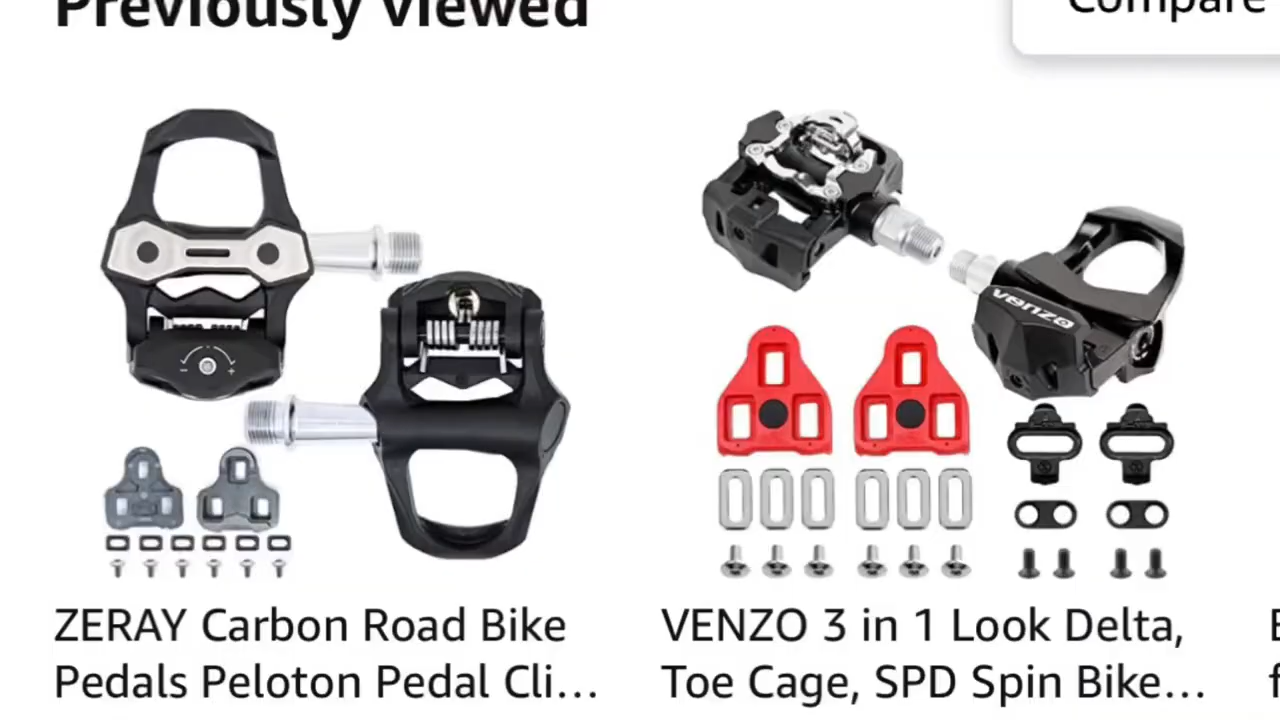 Previously viewed
Compare
venzo
ZERAY Carbon Road Bike
Pedals Peloton Pedal Cli...
VENZO 3 in 1 Look Delta,
Toe Cage, SPD Spin Bike...